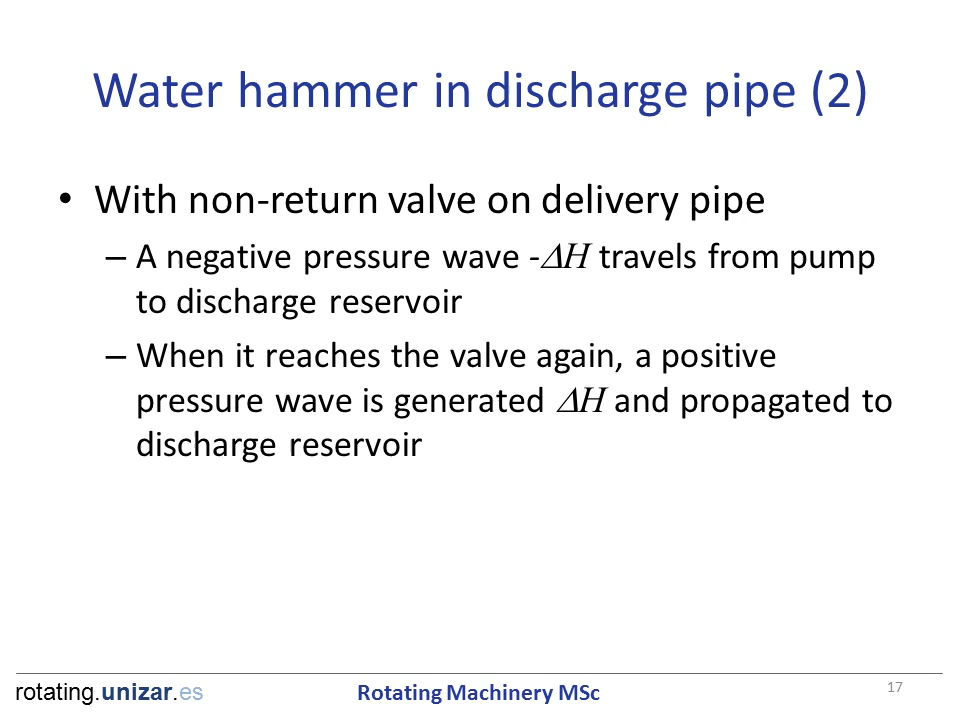 Water hammer in discharge pipe (2)
• With non-return valve on delivery pipe
– A negative pressure wave -ΔH travels from pump
to discharge reservoir
– When it reaches the valve again, a positive
pressure wave is generated ΔH and propagated to
discharge reservoir
rotating.unizar.es
Rotating Machinery MSc
17